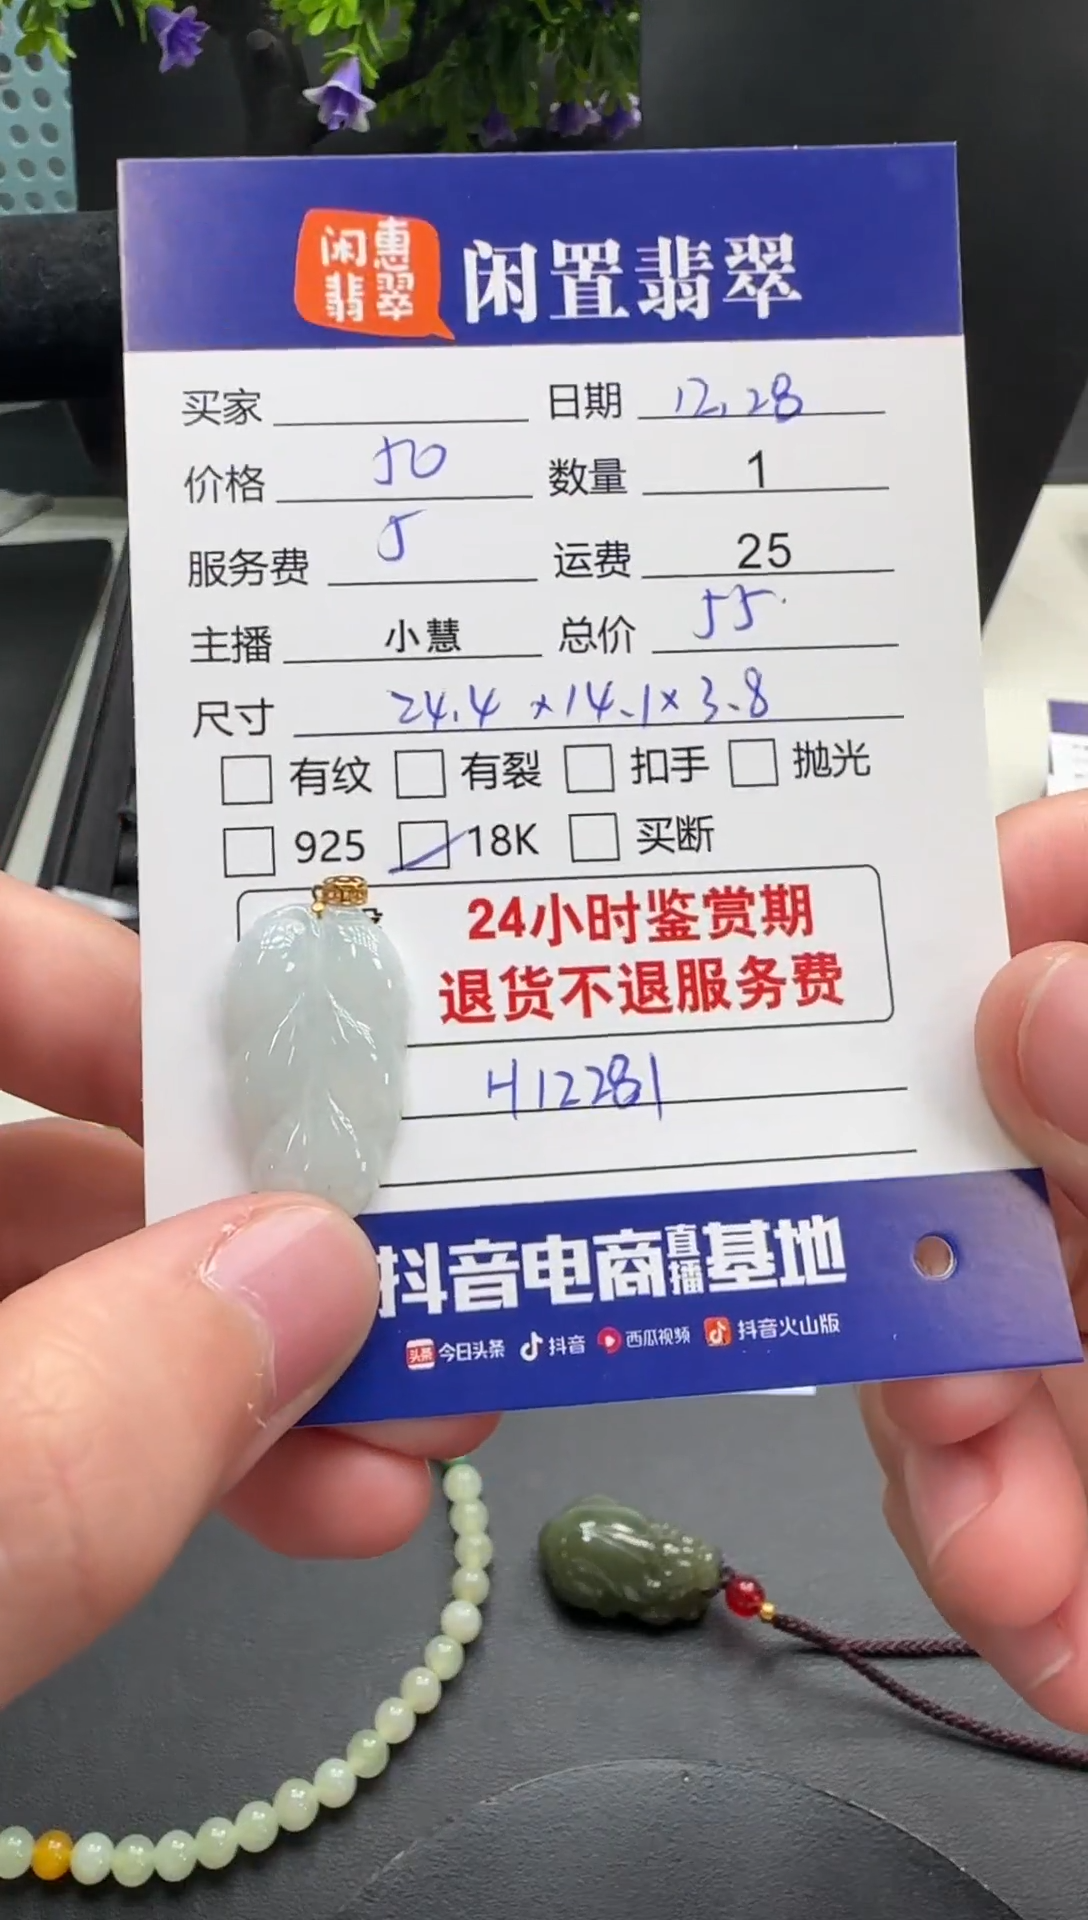 闲惠翡翠 闲置翡翠
买家 日期 12.28
价格 50 数量 1
服务费 5 运费 25
主播 小慧 总价 55.
尺寸 24.4×14.1×3.8
有纹 有裂 扣手 抛光
925 18K 买断
24小时鉴赏期
退货不退服务费
H12281
抖音电商直播基地
头条 今日头条 抖音 西瓜视频 抖音火山版